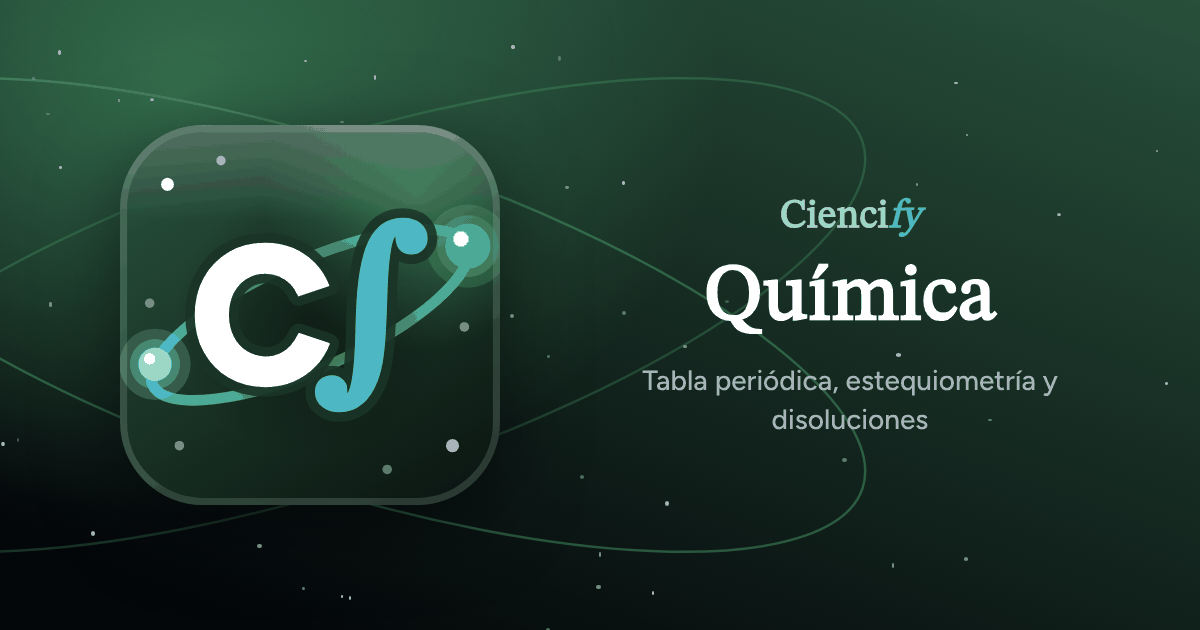 C∫
Ciencify
Química
Tabla periódica, estequiometría y
disoluciones